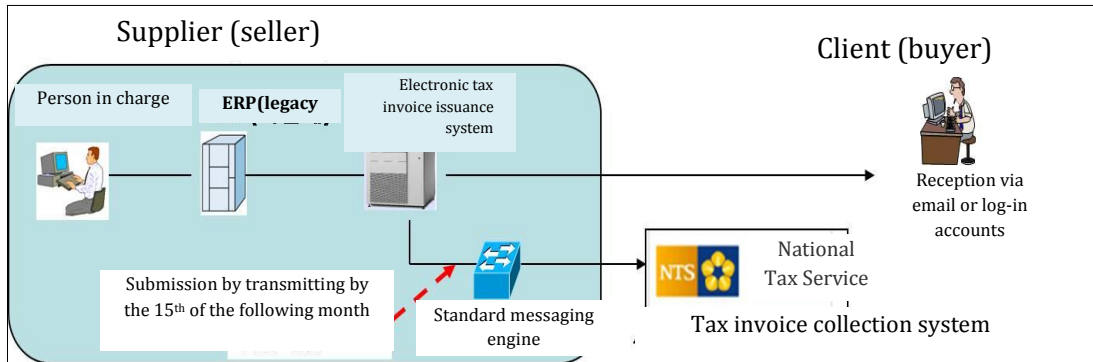 Supplier (seller)
Client (buyer)
Person in charge
ERP(legacy
Electronic tax
invoice issuance
system
Reception via
email or log-in
accounts
Submission by transmitting by
the 15th of the following month
Standard messaging
engine
NTS
National
Tax Service
Tax invoice collection system